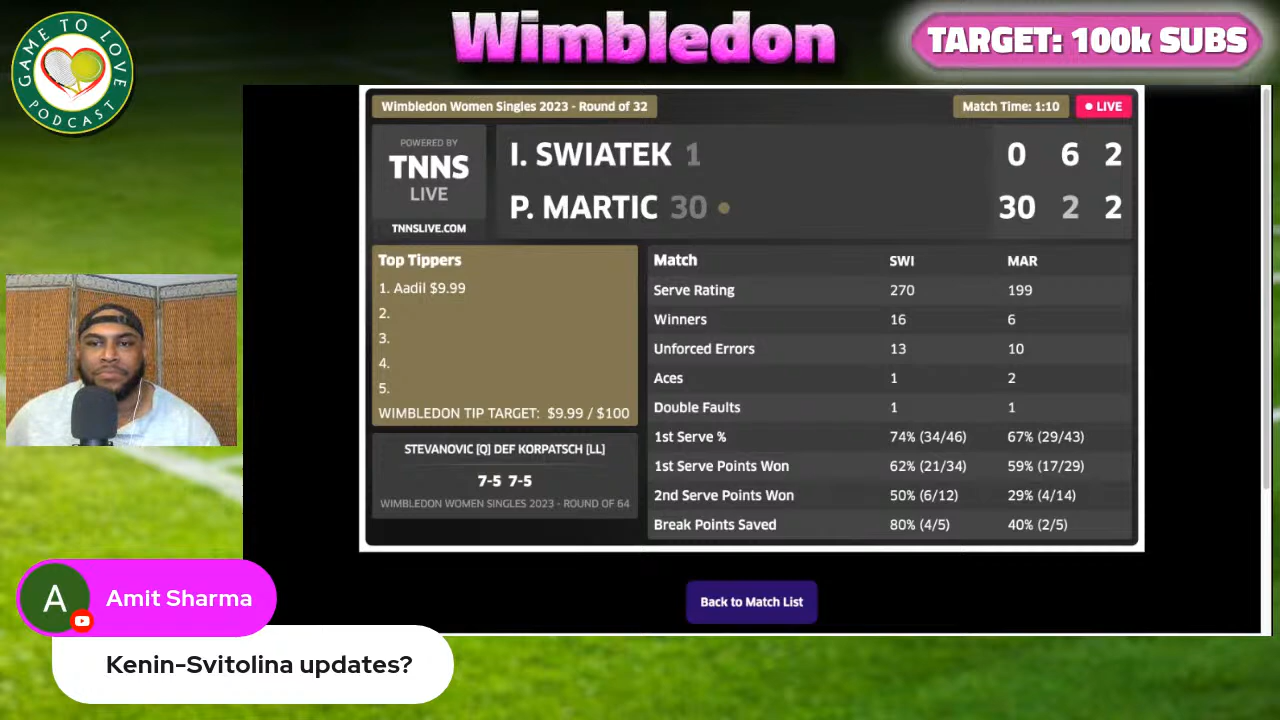 GAME TO LOVE
PODCAST
Wimbledon
TARGET: 100k SUBS
Wimbledon Women Singles 2023 - Round of 32
Match Time: 1:10
LIVE
POWERED BY
TNNS
LIVE
TNNSLIVE.COM
I. SWIATEK 1 0 6 2
P. MARTIC 30 30 2 2
Top Tippers
1. Aadil $9.99
2.
3.
4.
5.
WIMBLEDON TIP TARGET: $9.99 / $100
STEVANOVIC [Q] DEF KORPATSCH [LL]
7-5 7-5
WIMBLEDON WOMEN SINGLES 2023 - ROUND OF 64
Match SWI MAR
Serve Rating 270 199
Winners 16 6
Unforced Errors 13 10
Aces 1 2
Double Faults 1 1
1st Serve % 74% (34/46) 67% (29/43)
1st Serve Points Won 62% (21/34) 59% (17/29)
2nd Serve Points Won 50% (6/12) 29% (4/14)
Break Points Saved 80% (4/5) 40% (2/5)
Back to Match List
A
Amit Sharma
Kenin-Svitolina updates?